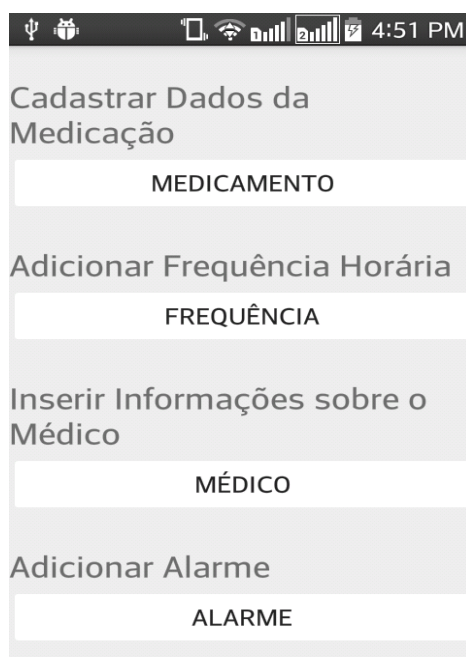 4:51 PM
Cadastrar Dados da
Medicação
MEDICAMENTO
Adicionar Frequência Horária
FREQUÊNCIA
Inserir Informações sobre o
Médico
MÉDICO
Adicionar Alarme
ALARME